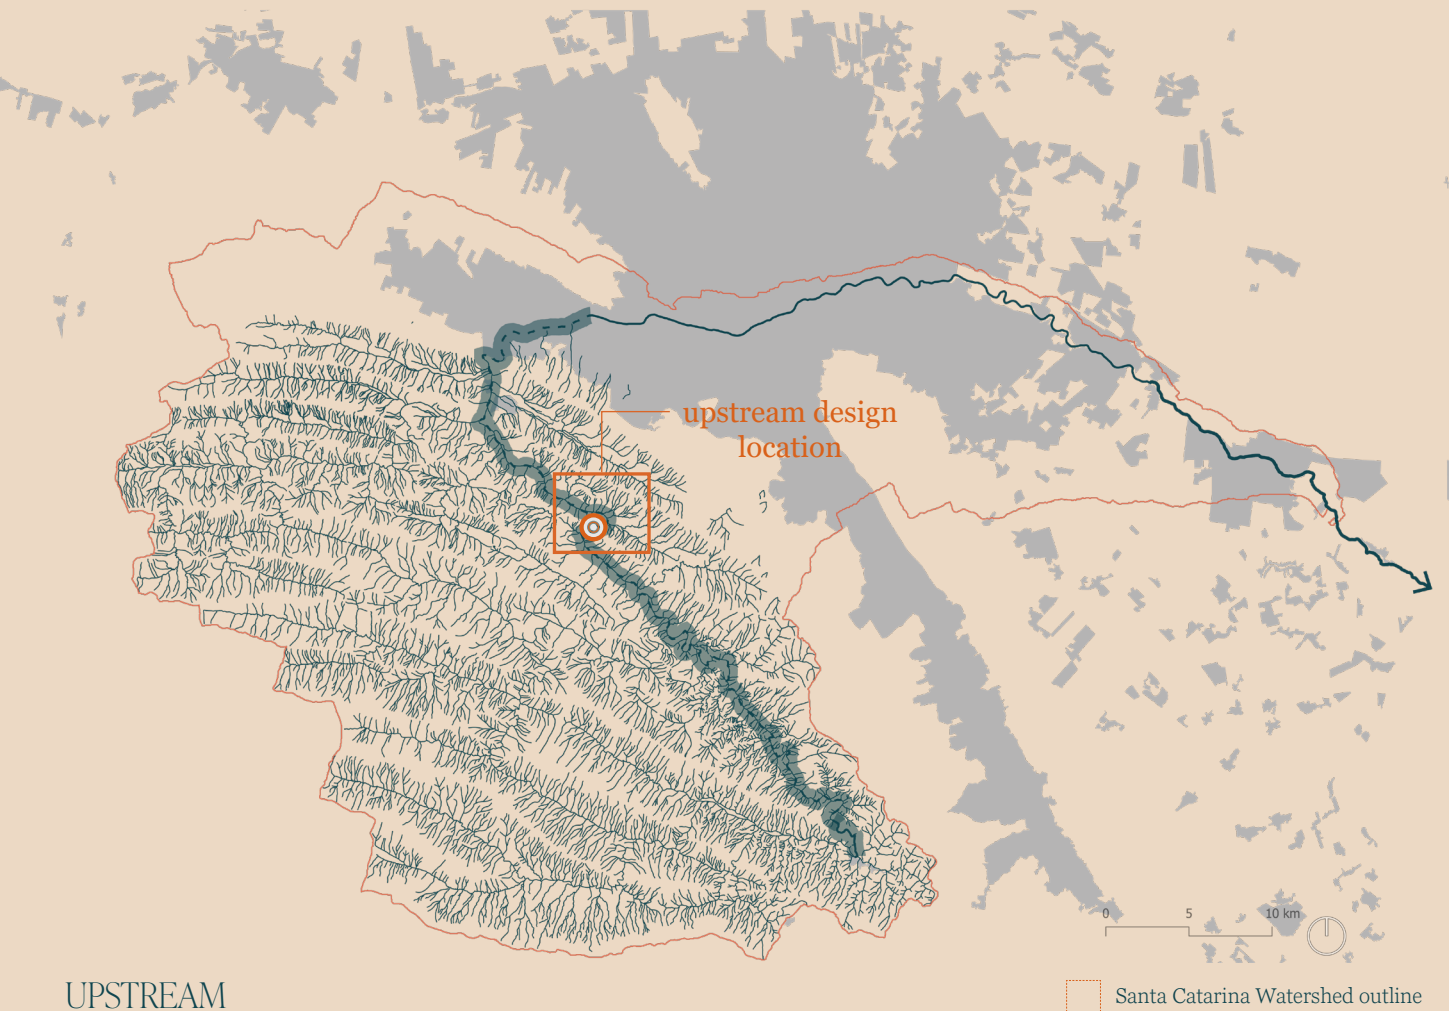 upstream design
location
0 5 10 km
UPSTREAM
Santa Catarina Watershed outline